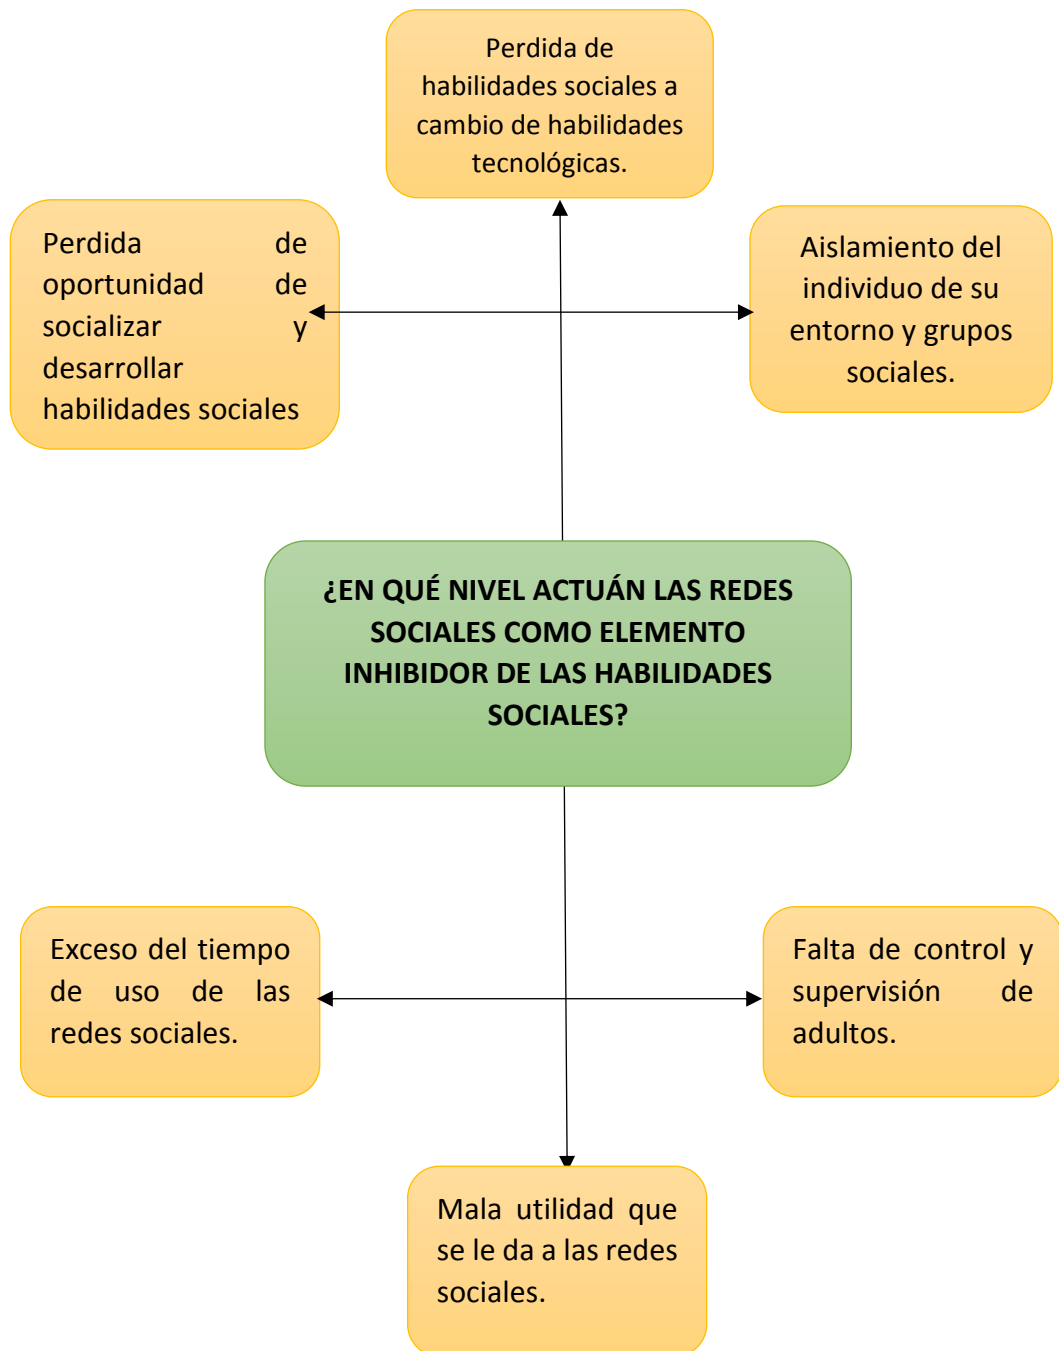 Perdida de
habilidades sociales a
cambio de habilidades
tecnológicas.
Perdida de
oportunidad de
socializar y
desarrollar
habilidades sociales
Aislamiento del
individuo de su
entorno y grupos
sociales.
¿EN QUÉ NIVEL ACTUÁN LAS REDES
SOCIALES COMO ELEMENTO
INHIBIDOR DE LAS HABILIDADES
SOCIALES?
Exceso del tiempo
de uso de las
redes sociales.
Falta de control y
supervisión de
adultos.
Mala utilidad que
se le da a las redes
sociales.